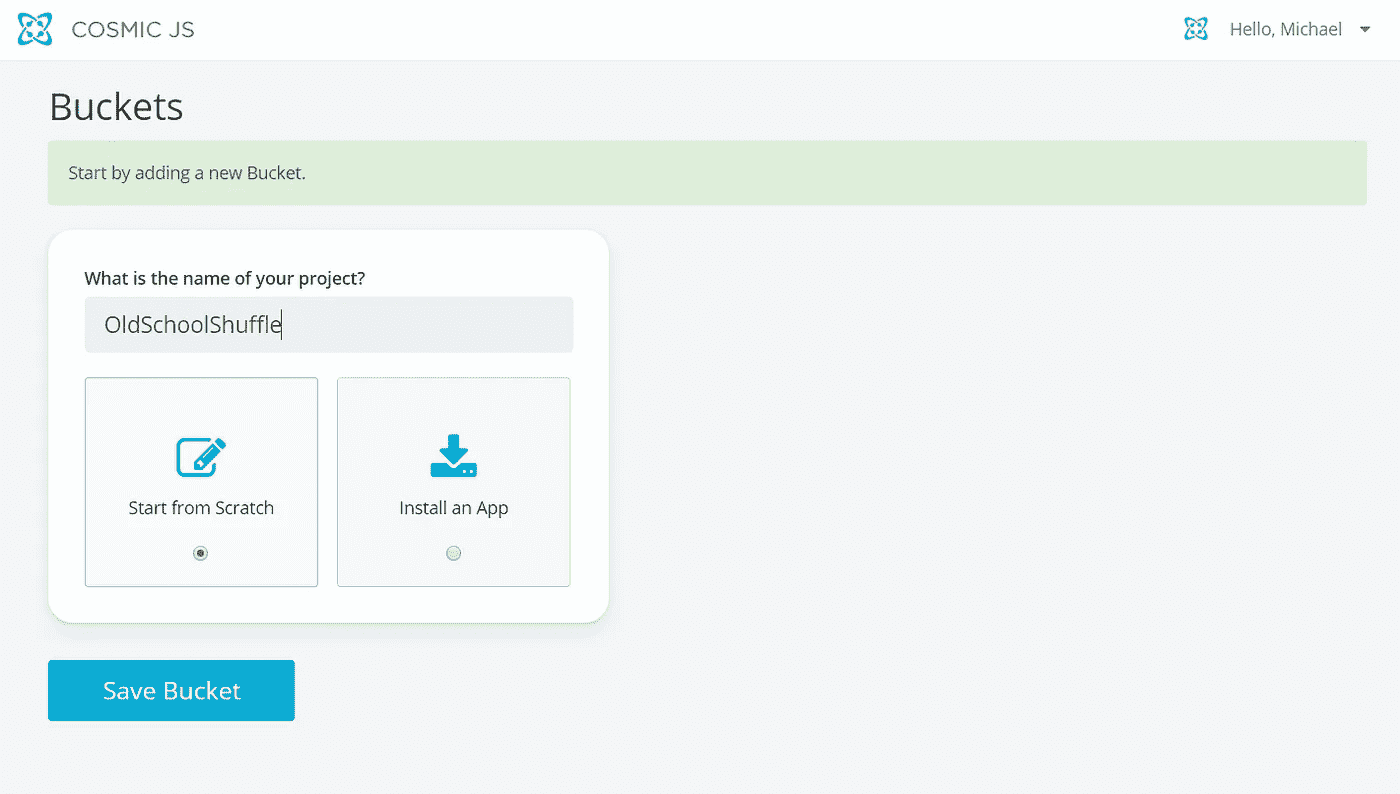 COSMIC JS
Hello, Michael
Buckets
Start by adding a new Bucket.
What is the name of your project?
OldSchoolShuffle
Start from Scratch
Install an App
Save Bucket